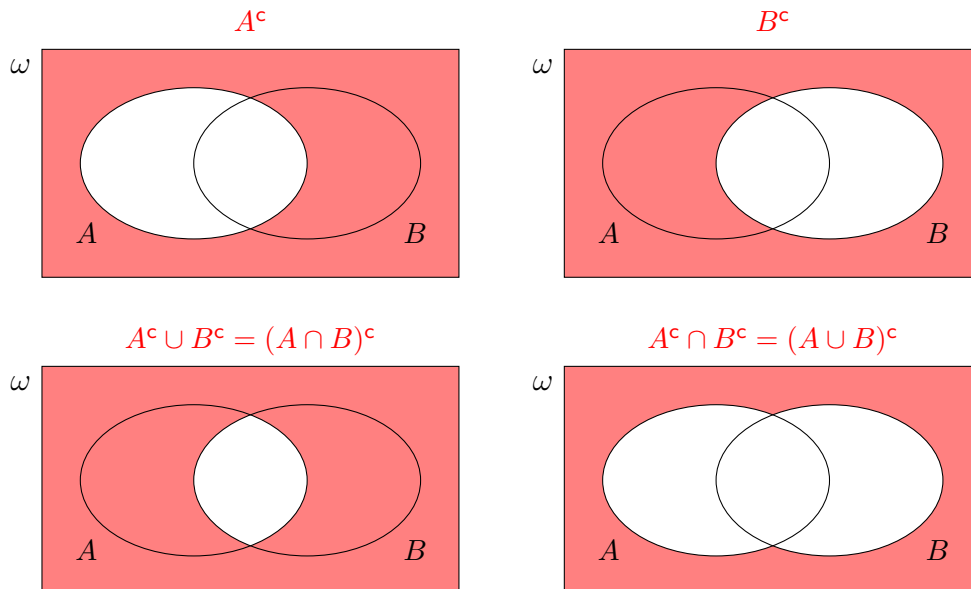 Aᶜ
Bᶜ
ω
ω
A
B
A
B
Aᶜ ∪ Bᶜ = (A ∩ B)ᶜ
Aᶜ ∩ Bᶜ = (A ∪ B)ᶜ
ω
ω
A
B
A
B